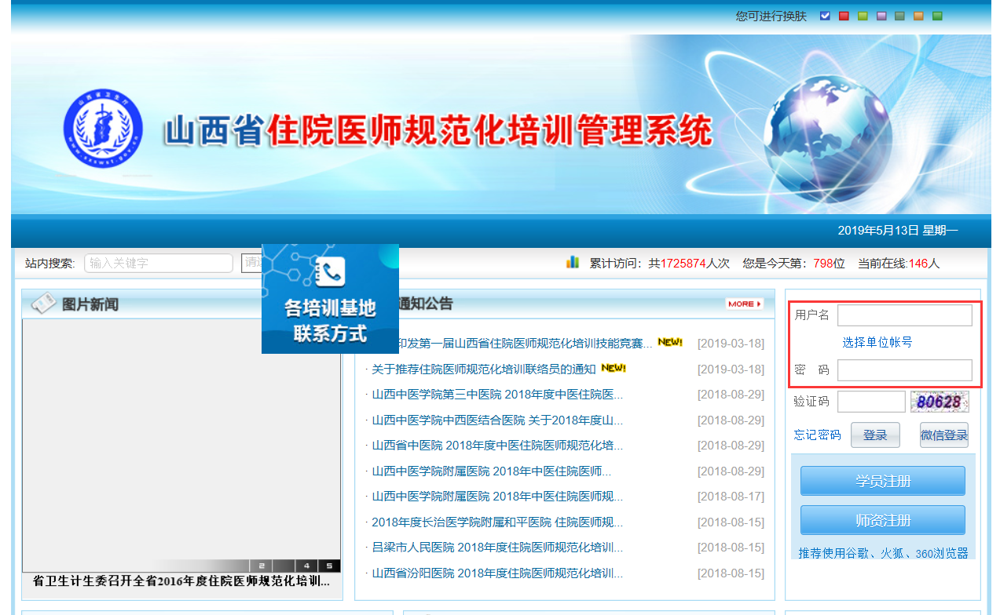 您可进行换肤
山西省卫生厅
www.sxswst.gov.cn
山西省住院医师规范化培训管理系统
2019年5月13日 星期一
站内搜索:
输入关键字
累计访问：共1725874人次 您是今天第：798位 当前在线:146人
各培训基地
联系方式
图片新闻
通知公告
MORE
印发第一届山西省住院医师规范化培训技能竞赛... NEW! [2019-03-18]
· 关于推荐住院医师规范化培训联络员的通知 NEW! [2019-03-18]
· 山西中医学院第三中医院 2018年度中医住院医... [2018-08-29]
· 山西中医学院中西医结合医院 关于2018年度山... [2018-08-29]
· 山西省中医院 2018年度中医住院医师规范化培... [2018-08-29]
· 山西中医学院附属医院 2018年中医住院医师... [2018-08-29]
· 山西中医学院附属医院 2018年中医住院医师规... [2018-08-17]
· 2018年度长治医学院附属和平医院 住院医师规... [2018-08-15]
· 吕梁市人民医院 2018年度住院医师规范化培训... [2018-08-15]
· 山西省汾阳医院 2018年度住院医师规范化培训... [2018-08-15]
2 4 5
省卫生计生委召开全省2016年度住院医师规范化培训...
用户名
选择单位帐号
密 码
验证码 80628
忘记密码 登录 微信登录
学员注册
师资注册
推荐使用谷歌、火狐、360浏览器